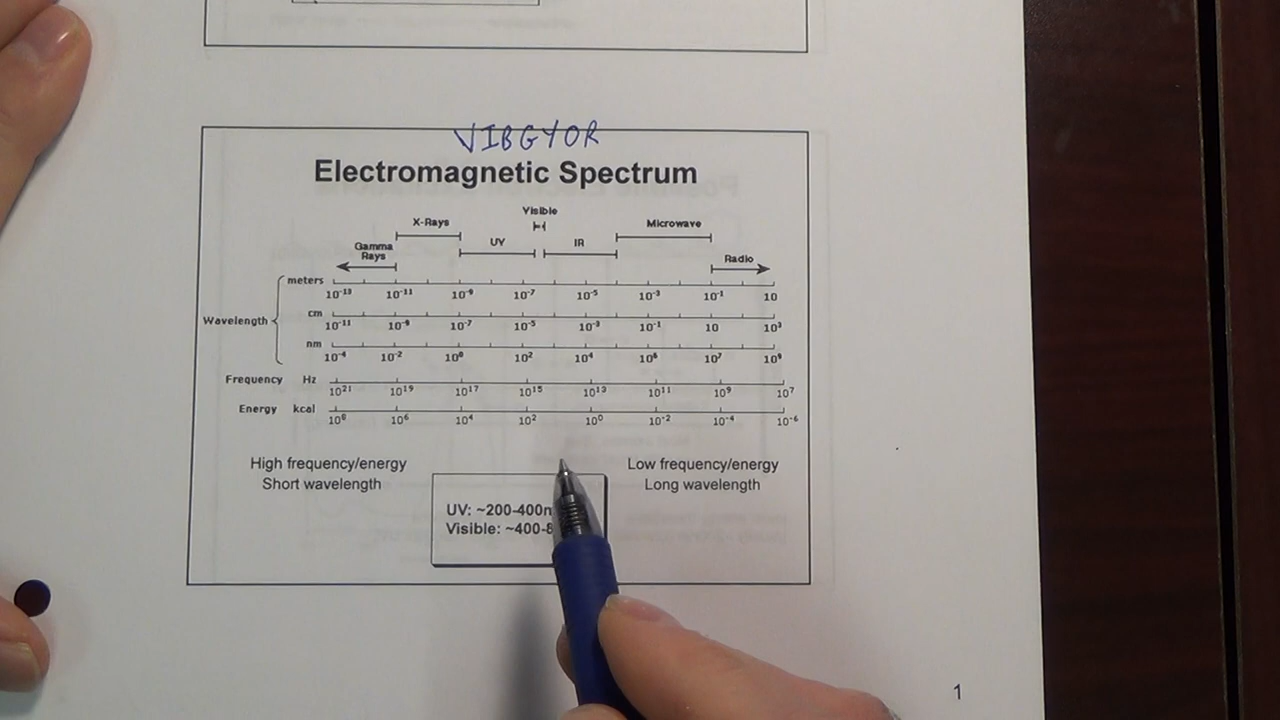 VIBGYOR
Electromagnetic Spectrum
Visible
X-Rays Microwave
UV IR
Gamma
Rays
Radio
meters
10⁻¹³ 10⁻¹¹ 10⁻⁹ 10⁻⁷ 10⁻⁵ 10⁻³ 10⁻¹ 10
Wavelength
cm
10⁻¹¹ 10⁻⁹ 10⁻⁷ 10⁻⁵ 10⁻³ 10⁻¹ 10 10³
nm
10⁻⁴ 10⁻² 10⁰ 10² 10⁴ 10⁶ 10⁷ 10⁹
Frequency Hz
10²¹ 10¹⁹ 10¹⁷ 10¹⁵ 10¹³ 10¹¹ 10⁹ 10⁷
Energy kcal
10⁸ 10⁶ 10⁴ 10² 10⁰ 10⁻² 10⁻⁴ 10⁻⁶
High frequency/energy Low frequency/energy
Short wavelength Long wavelength
UV: ~200-400n
Visible: ~400-8
1